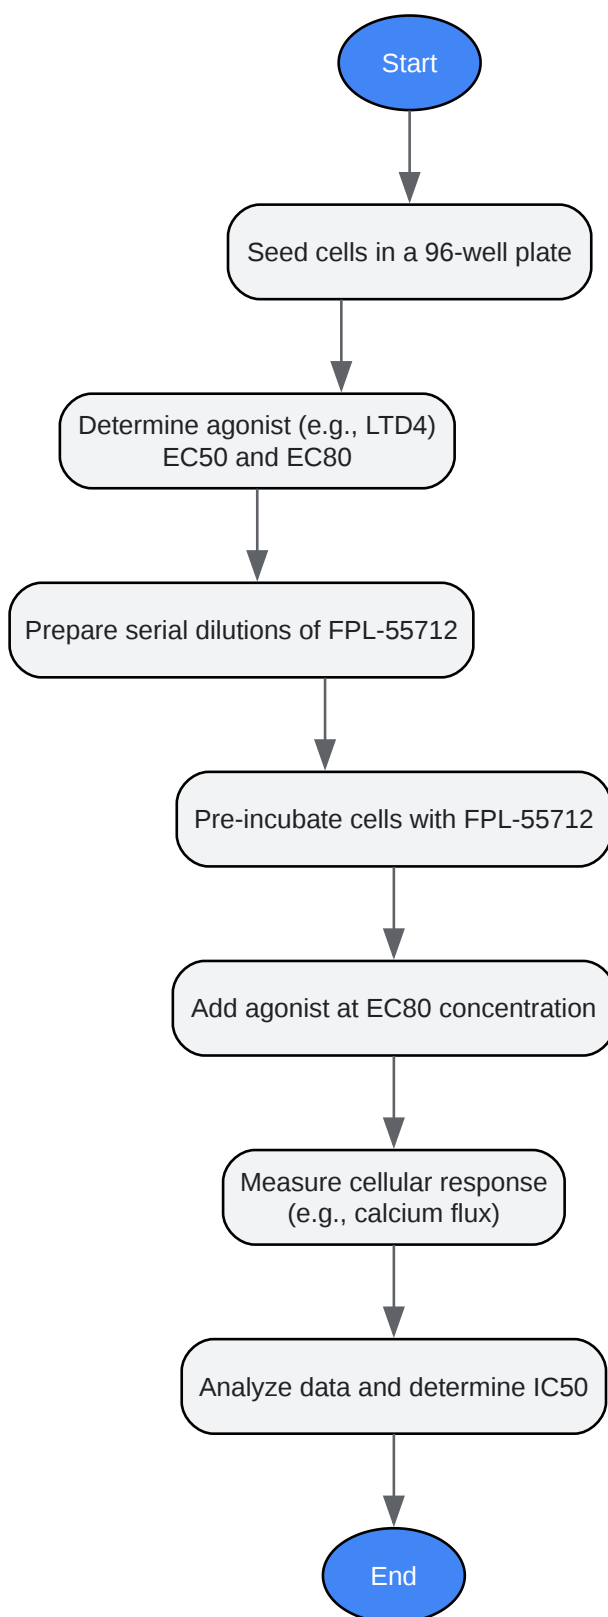 Start
Seed cells in a 96-well plate
Determine agonist (e.g., LTD4)
EC50 and EC80
Prepare serial dilutions of FPL-55712
Pre-incubate cells with FPL-55712
Add agonist at EC80 concentration
Measure cellular response
(e.g., calcium flux)
Analyze data and determine IC50
End